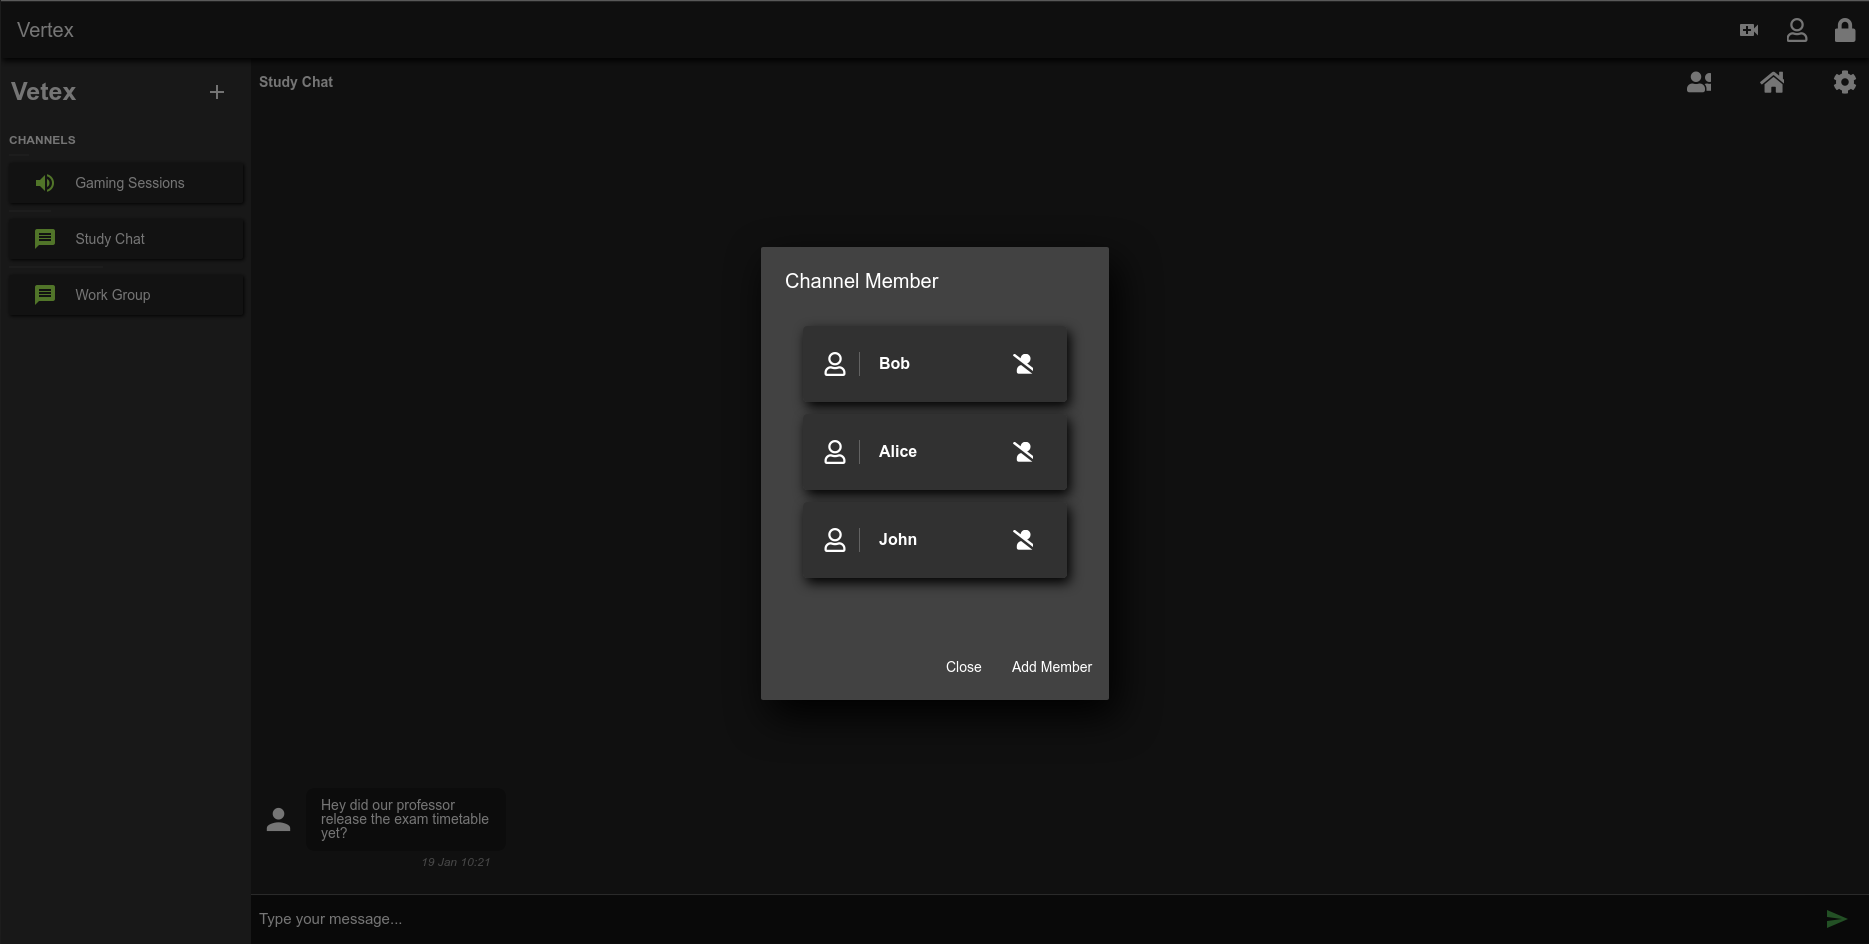 Vertex
Vetex
CHANNELS
Gaming Sessions
Study Chat
Work Group
Study Chat
Channel Member
Bob
Alice
John
Close
Add Member
Hey did our professor
release the exam timetable
yet?
19 Jan 10:21
Type your message...